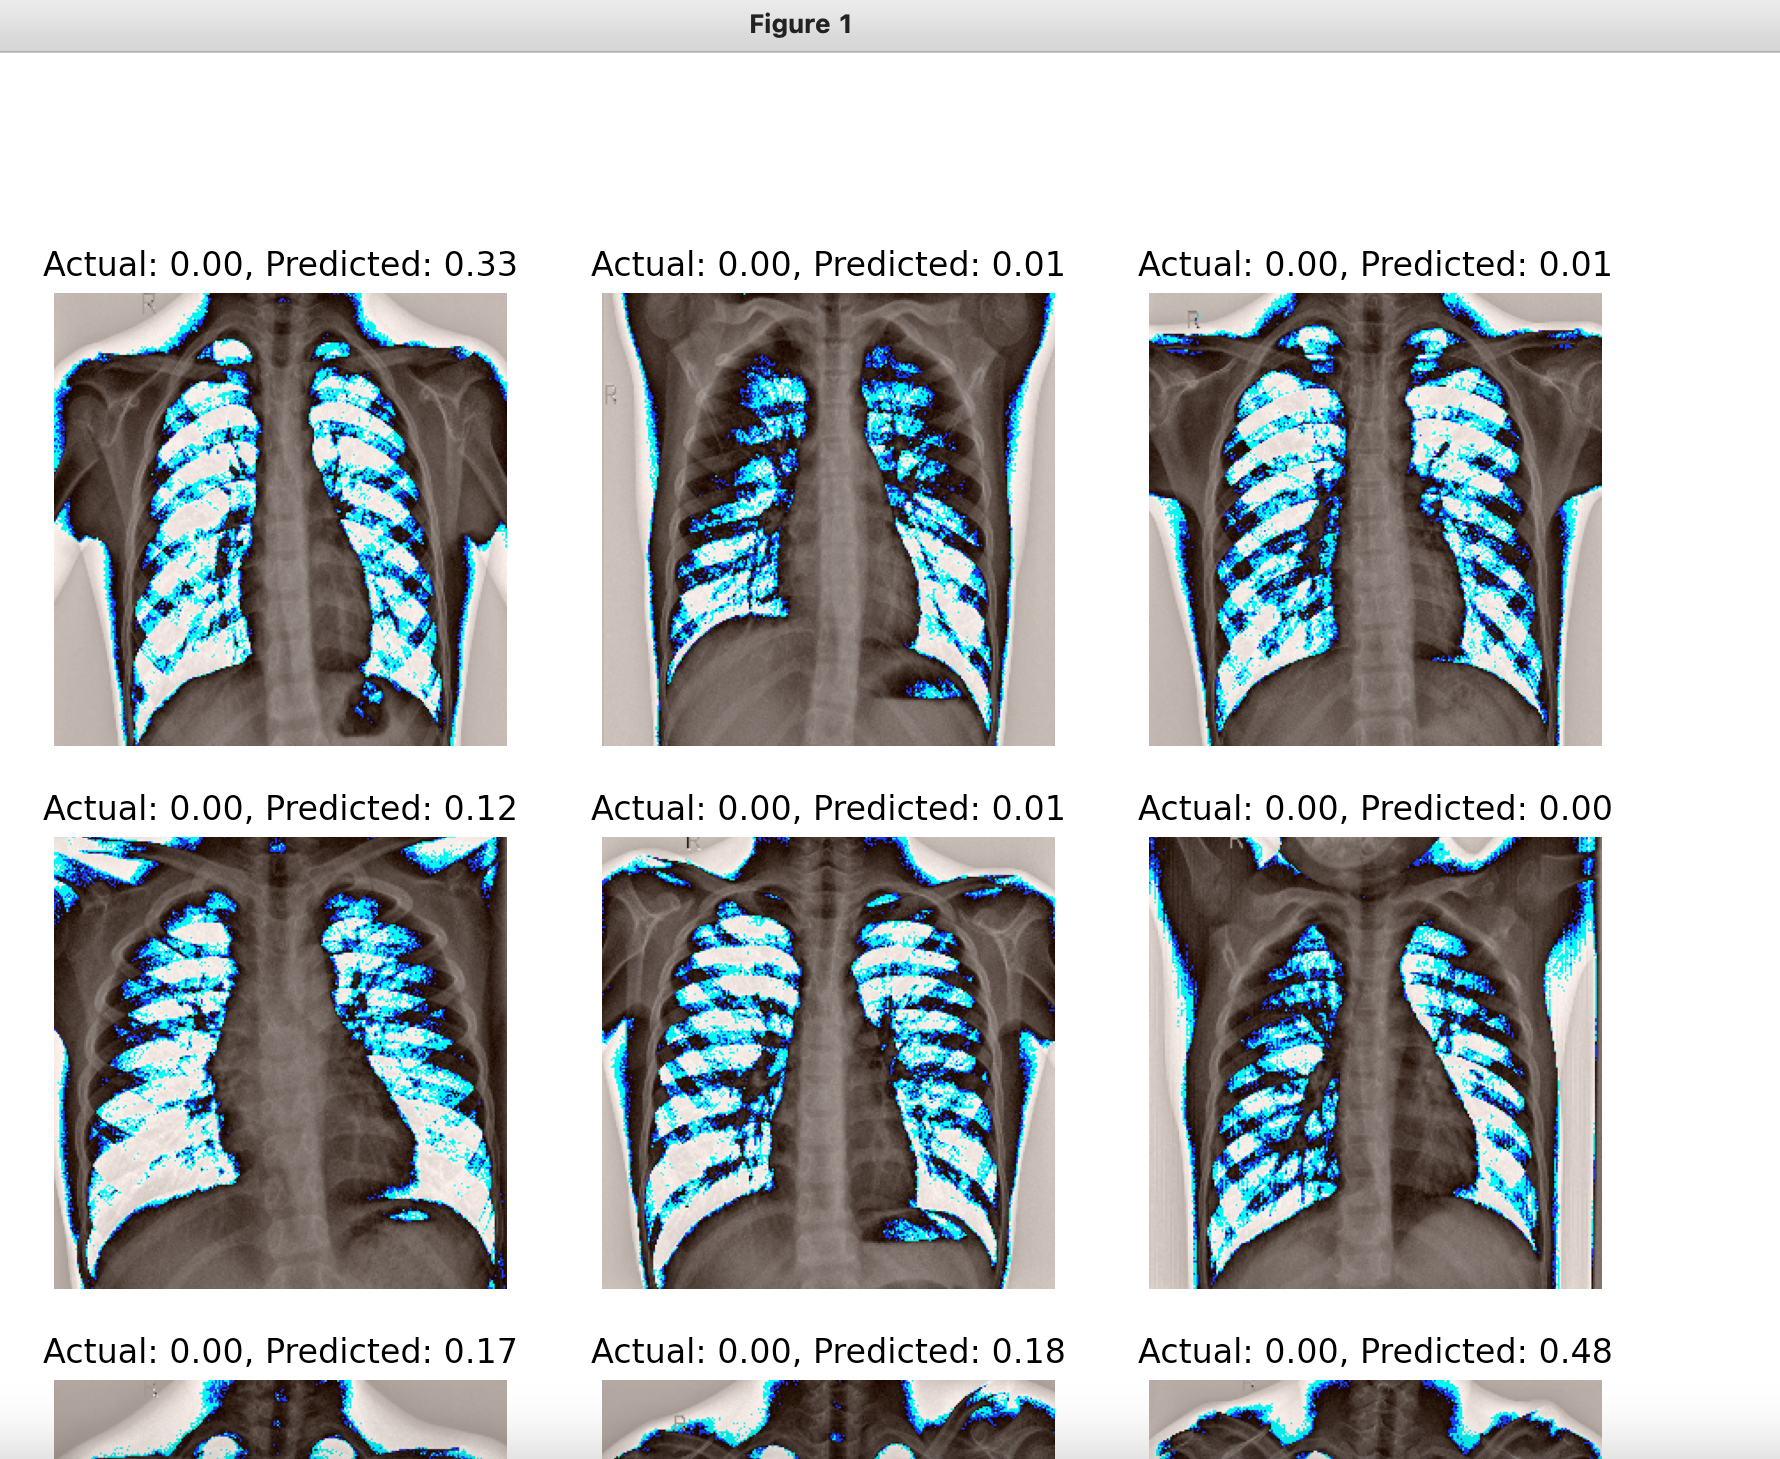 Figure 1
Actual: 0.00, Predicted: 0.33
Actual: 0.00, Predicted: 0.01
Actual: 0.00, Predicted: 0.01
R
R
R
Actual: 0.00, Predicted: 0.12
Actual: 0.00, Predicted: 0.01
Actual: 0.00, Predicted: 0.00
R
R
Actual: 0.00, Predicted: 0.17
Actual: 0.00, Predicted: 0.18
Actual: 0.00, Predicted: 0.48
R